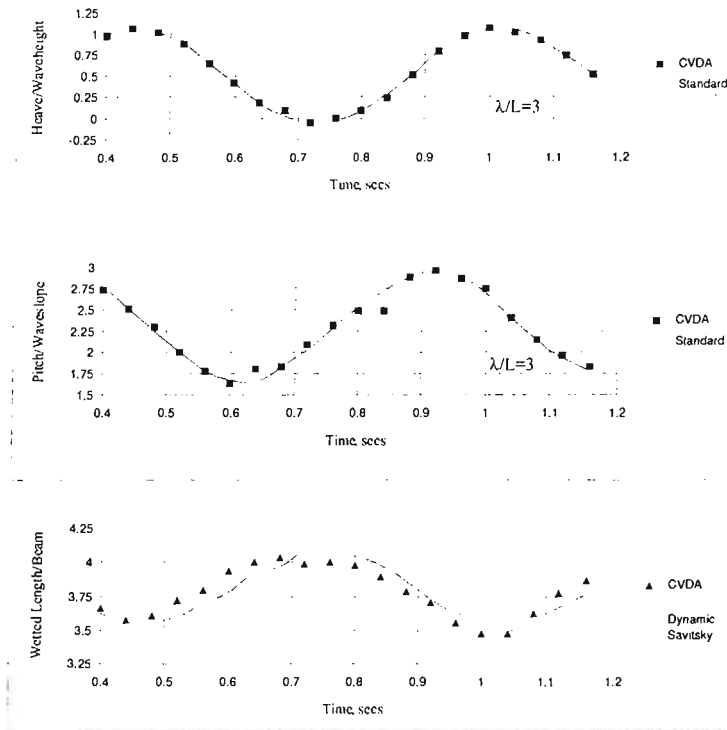 Heave/Waveheight
1.25
1
0.75
0.5
0.25
0
-0.25
0.4 0.5 0.6 0.7 0.8 0.9 1 1.1 1.2
Time, secs
λ/L=3
CVDA
Standard
Pitch/Waveslope
3
2.75
2.5
2.25
2
1.75
1.5
0.4 0.5 0.6 0.7 0.8 0.9 1 1.1 1.2
Time, secs
λ/L=3
CVDA
Standard
Wetted Length/Beam
4.25
4
3.75
3.5
3.25
0.4 0.5 0.6 0.7 0.8 0.9 1 1.1 1.2
Time, secs
CVDA
Dynamic
Savitsky